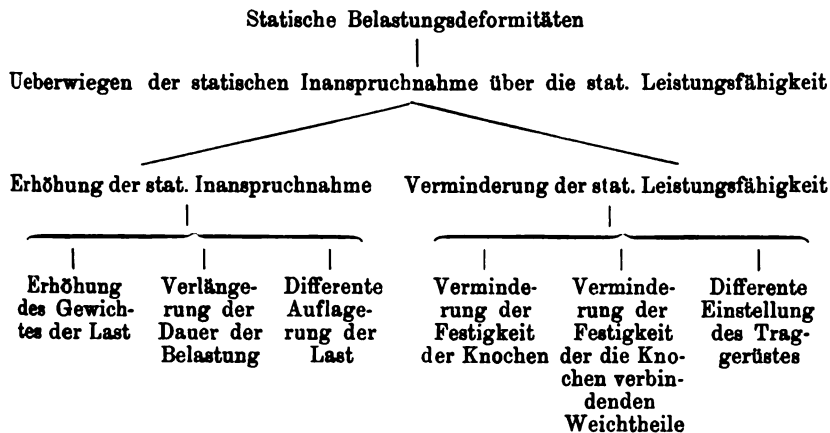 Statische Belastungsdeformitäten
Ueberwiegen der statischen Inanspruchnahme über die stat. Leistungsfähigkeit
Erhöhung der stat. Inanspruchnahme
Verminderung der stat. Leistungsfähigkeit
Erhöhung
des Gewich-
tes der Last
Verlänge-
rung der
Dauer der
Belastung
Differente
Auflage-
rung der
Last
Verminde-
rung der
Festigkeit
der Knochen
Verminde-
rung der
Festigkeit
der die Kno-
chen verbin-
denden
Weichtheile
Differente
Einstellung
des Trag-
gerüstes